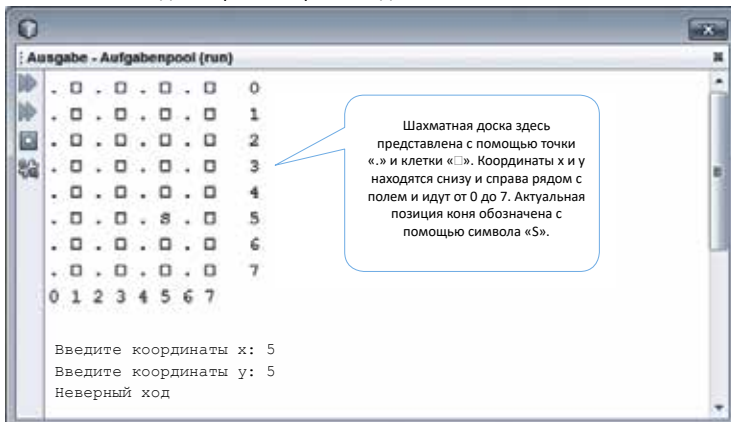 Ausgabe - Aufgabenpool (run)
. □ . □ . □ . □ 0
. □ . □ . □ . □ 1
. □ . □ . □ . □ 2
. □ . □ . □ . □ 3
. □ . □ . □ . □ 4
. □ . □ . S . □ 5
. □ . □ . □ . □ 6
. □ . □ . □ . □ 7
0 1 2 3 4 5 6 7
Шахматная доска здесь
представлена с помощью точки
«.» и клетки «□». Координаты x и y
находятся снизу и справа рядом с
полем и идут от 0 до 7. Актуальная
позиция коня обозначена с
помощью символа «S».
Введите координаты x: 5
Введите координаты y: 5
Неверный ход